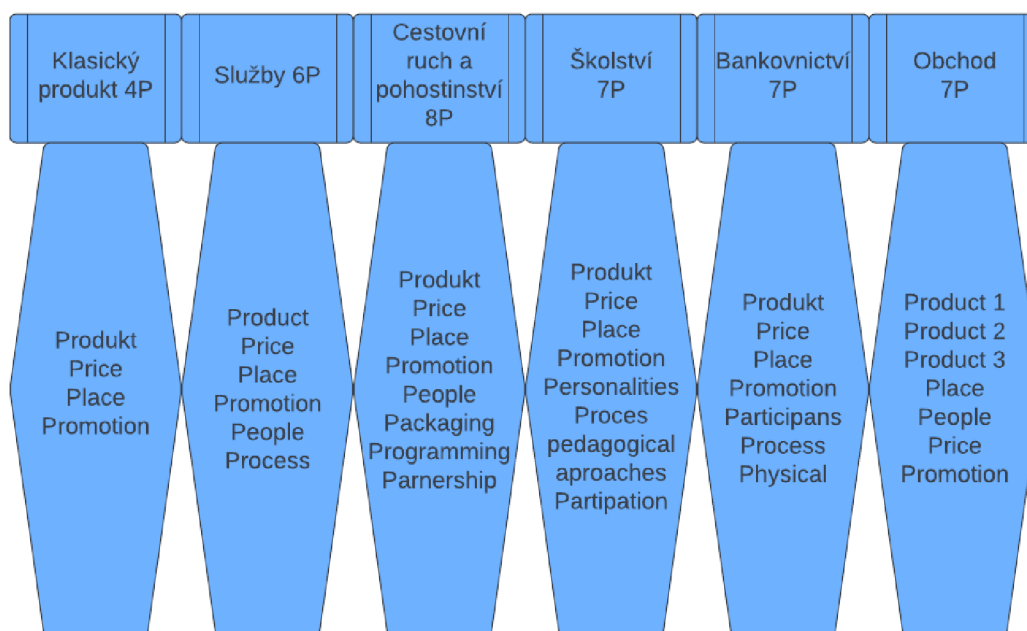 Klasický
produkt 4P
Služby 6P
Cestovní
ruch a
pohostinství
8P
Školství
7P
Bankovnictví
7P
Obchod
7P
Produkt
Price
Place
Promotion
Product
Price
Place
Promotion
People
Process
Produkt
Price
Place
Promotion
People
Packaging
Programming
Parnership
Produkt
Price
Place
Promotion
Personalities
Proces
pedagogical
aproaches
Partipation
Produkt
Price
Place
Promotion
Participans
Process
Physical
Product 1
Product 2
Product 3
Place
People
Price
Promotion